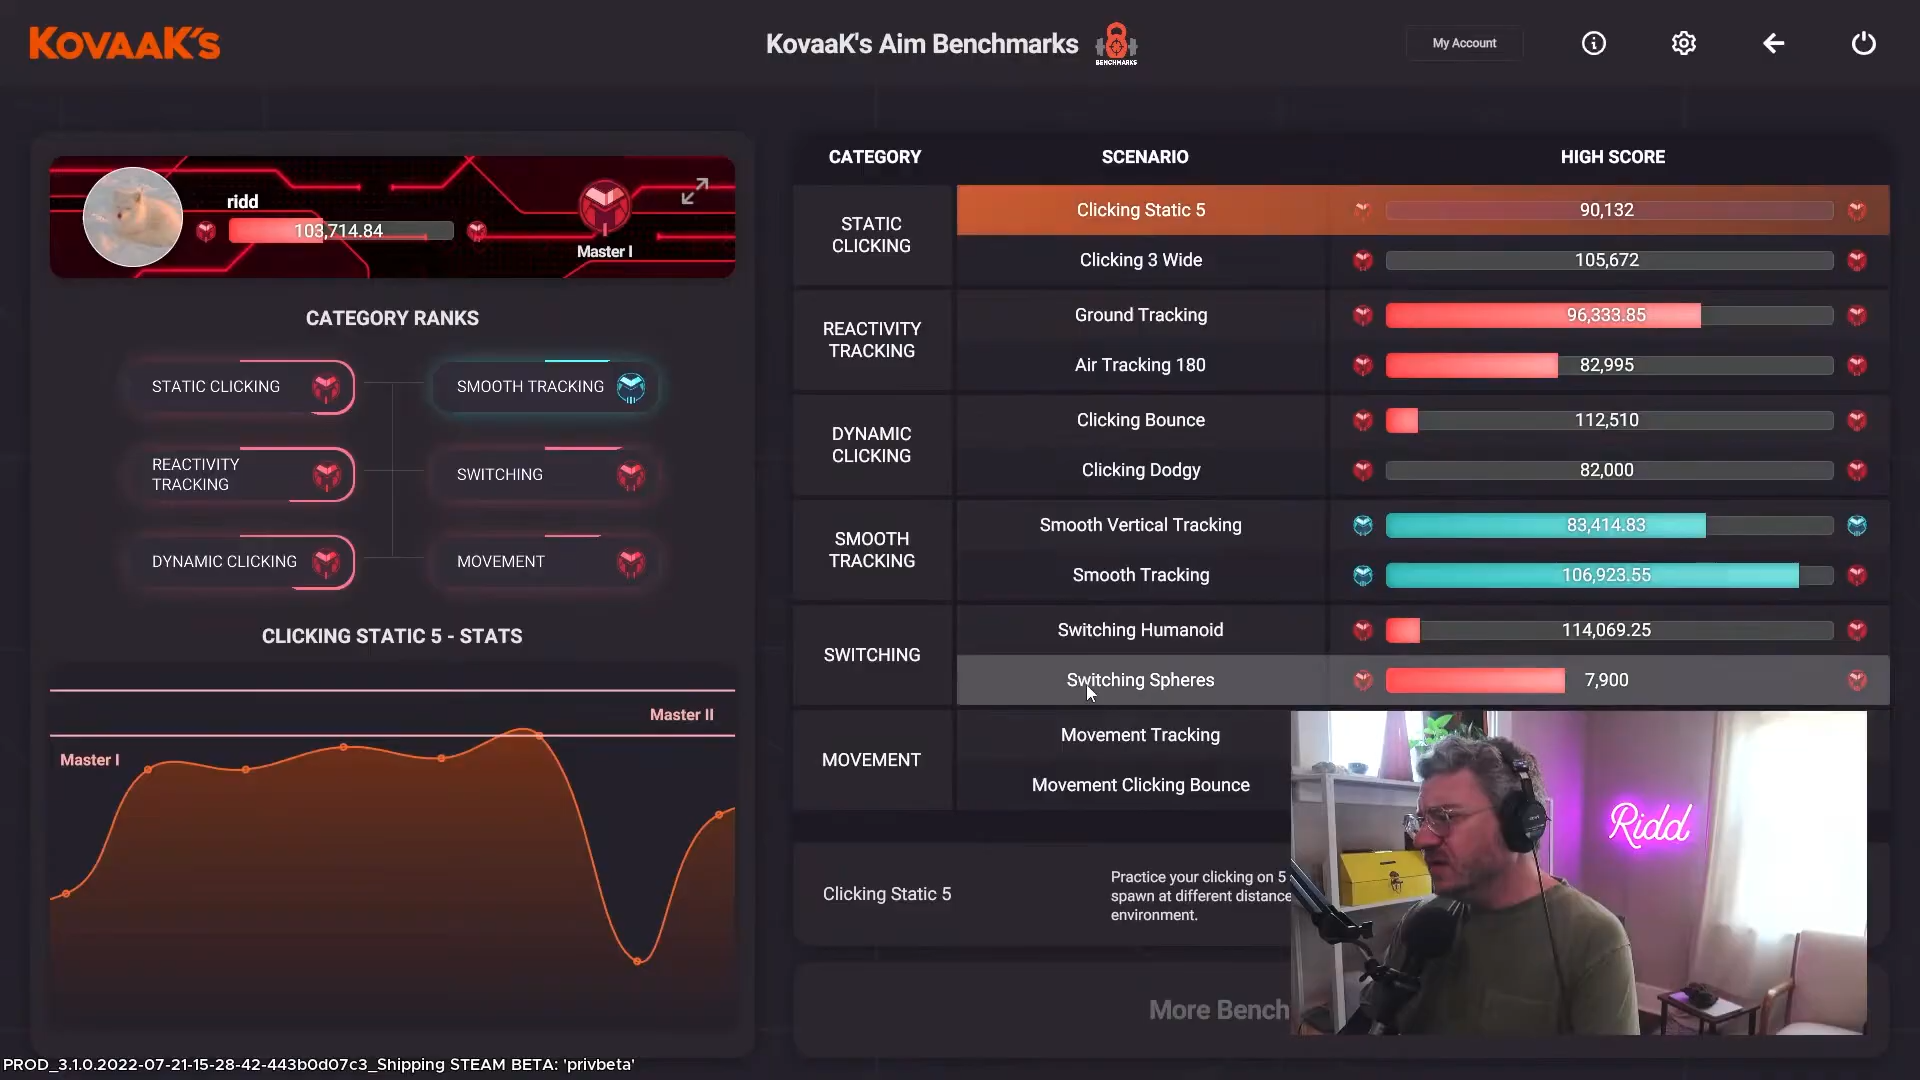 KOVAAK'S
KovaaK's Aim Benchmarks
BENCHMARKS
My Account
ridd
103,714.84
Master I
CATEGORY RANKS
STATIC CLICKING
SMOOTH TRACKING
REACTIVITY
TRACKING
SWITCHING
DYNAMIC CLICKING
MOVEMENT
CLICKING STATIC 5 - STATS
Master II
Master I
CATEGORY
SCENARIO
HIGH SCORE
STATIC
CLICKING
Clicking Static 5
90,132
Clicking 3 Wide
105,672
REACTIVITY
TRACKING
Ground Tracking
96,333.85
Air Tracking 180
82,995
DYNAMIC
CLICKING
Clicking Bounce
112,510
Clicking Dodgy
82,000
SMOOTH
TRACKING
Smooth Vertical Tracking
83,414.83
Smooth Tracking
106,923.55
SWITCHING
Switching Humanoid
114,069.25
Switching Spheres
7,900
MOVEMENT
Movement Tracking
Movement Clicking Bounce
Clicking Static 5
Practice your clicking on 5
spawn at different distance
environment.
More Bench
Ridd
PROD_3.1.0.2022-07-21-15-28-42-443b0d07c3_Shipping STEAM BETA: 'privbeta'